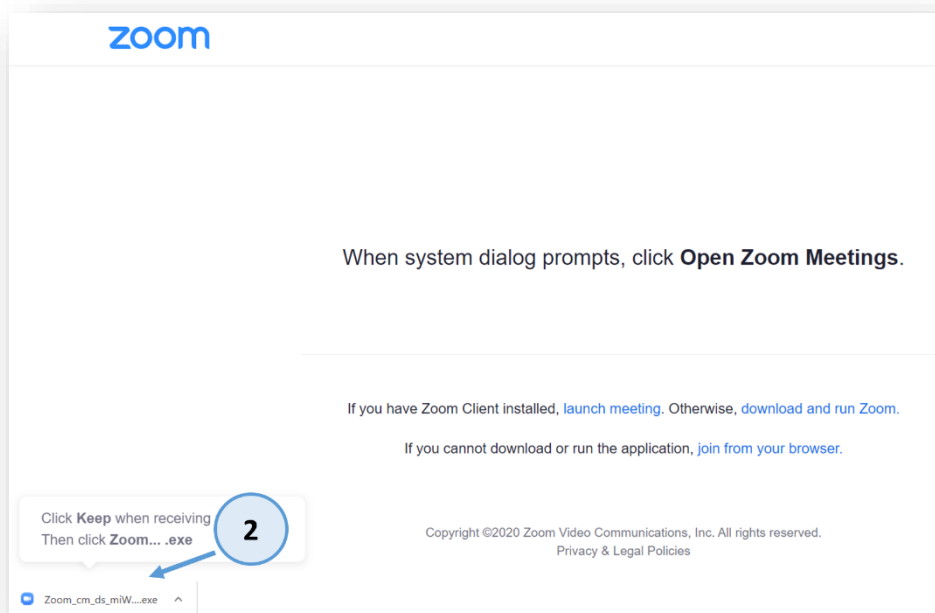 zoom
When system dialog prompts, click Open Zoom Meetings.
If you have Zoom Client installed, launch meeting. Otherwise, download and run Zoom.
If you cannot download or run the application, join from your browser.
Click Keep when receiving
Then click Zoom... .exe
2
Copyright ©2020 Zoom Video Communications, Inc. All rights reserved.
Privacy & Legal Policies
Zoom_cm_ds_miW....exe